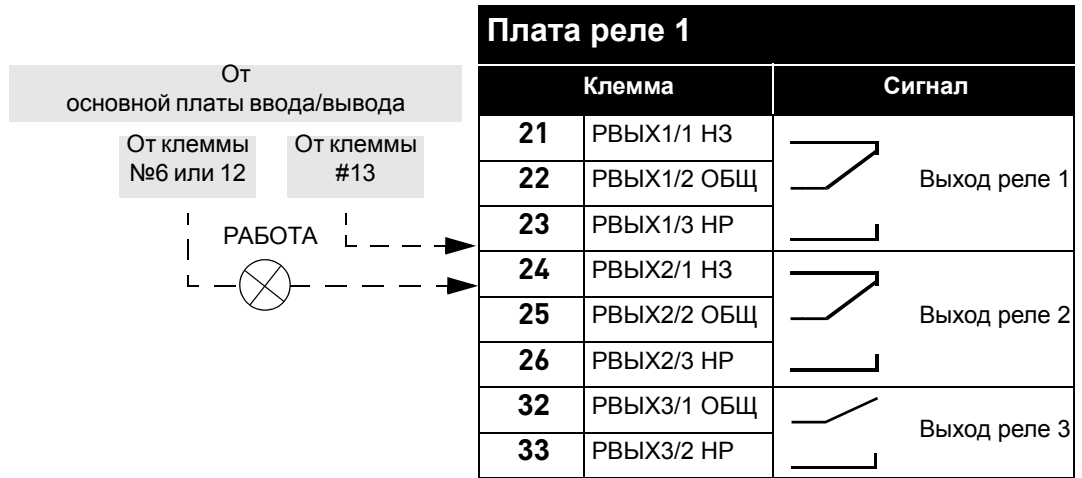 Плата реле 1
Клемма Сигнал
От
основной платы ввода/вывода
От клеммы
№6 или 12
От клеммы
#13
РАБОТА
21 РВЫХ1/1 НЗ
22 РВЫХ1/2 ОБЩ
23 РВЫХ1/3 НР
Выход реле 1
24 РВЫХ2/1 НЗ
25 РВЫХ2/2 ОБЩ
26 РВЫХ2/3 НР
Выход реле 2
32 РВЫХ3/1 ОБЩ
33 РВЫХ3/2 НР
Выход реле 3